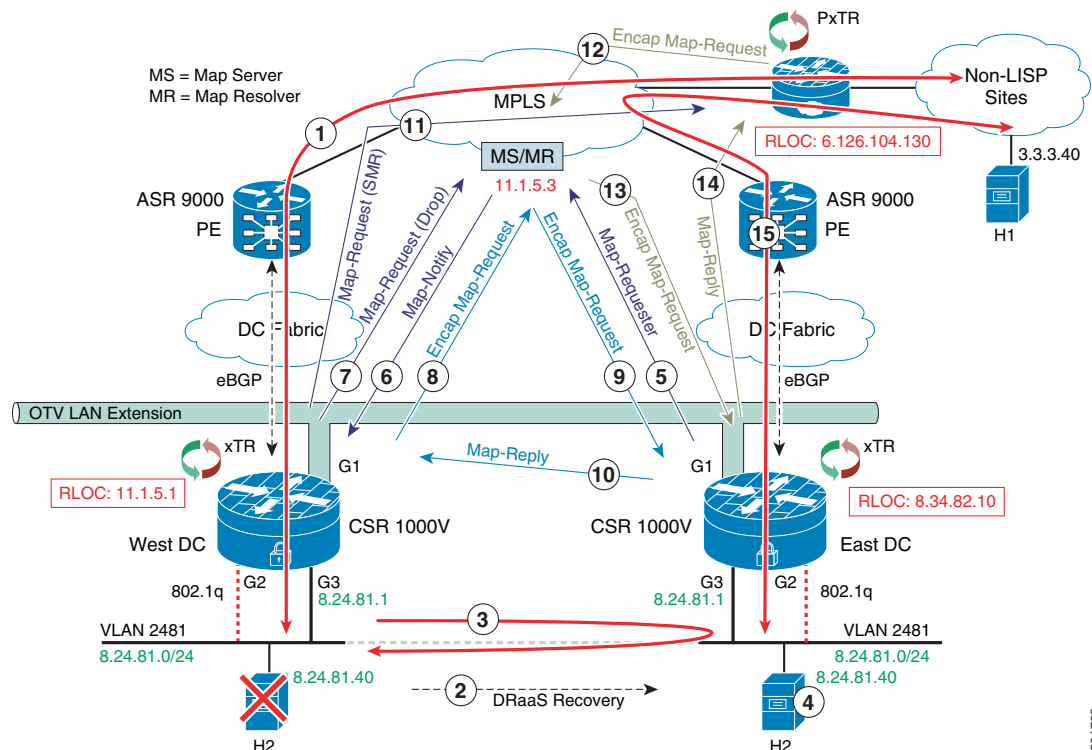 PxTR
Encap Map-Request
12
MS = Map Server
MR = Map Resolver
Non-LISP
Sites
MPLS
1
11
RLOC: 6.126.104.130
MS/MR
11.1.5.3
3.3.3.40
H1
ASR 9000
PE
ASR 9000
PE
13
14
15
Map-Request (SMR)
Map-Request (Drop)
Map-Notify
Encap Map-Request
Encap Map-Request
Map-Requester
Encap Map-Request
Map-Reply
DC Fabric
DC Fabric
7
6
8
9
5
eBGP
eBGP
OTV LAN Extension
xTR
G1
Map-Reply
10
G1
xTR
RLOC: 11.1.5.1
RLOC: 8.34.82.10
CSR 1000V
CSR 1000V
West DC
East DC
802.1q
G2
G3
8.24.81.1
G3
8.24.81.1
G2
802.1q
3
VLAN 2481
8.24.81.0/24
VLAN 2481
8.24.81.0/24
8.24.81.40
8.24.81.40
2
DRaaS Recovery
4
H2
H2